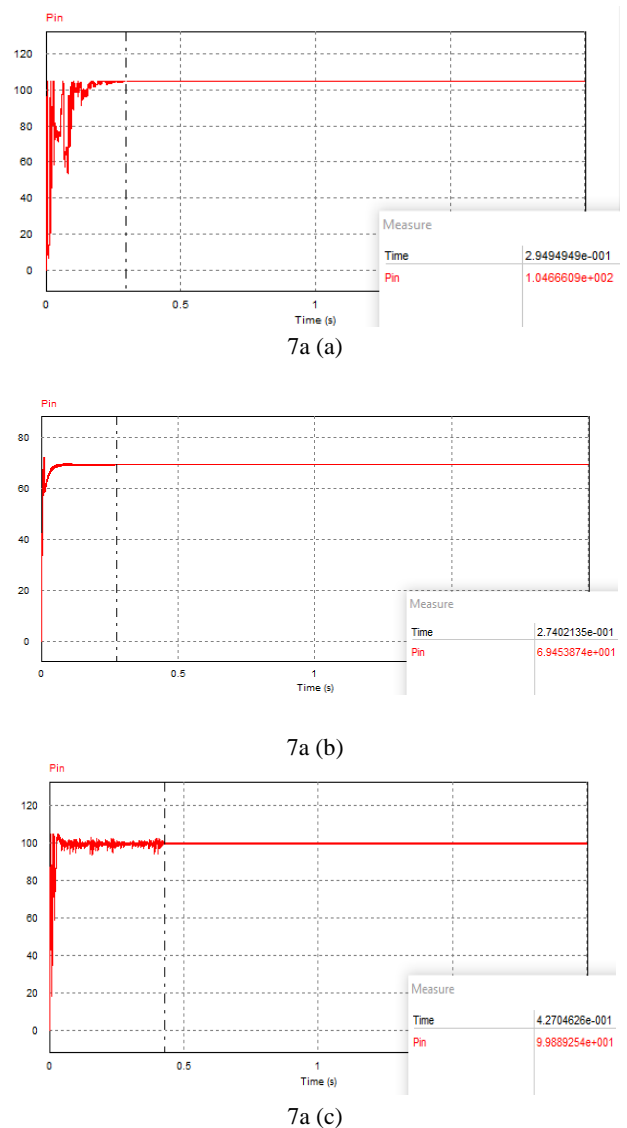 Pin
120
100
80
60
40
20
0
0 0.5 1
Time (s)
Measure
Time 2.9494949e-001
Pin 1.0466609e+002
7a (a)
Pin
80
60
40
20
0
0 0.5 1
Time (s)
Measure
Time 2.7402135e-001
Pin 6.9453874e+001
7a (b)
Pin
120
100
80
60
40
20
0
0 0.5 1
Time (s)
Measure
Time 4.2704626e-001
Pin 9.9889254e+001
7a (c)